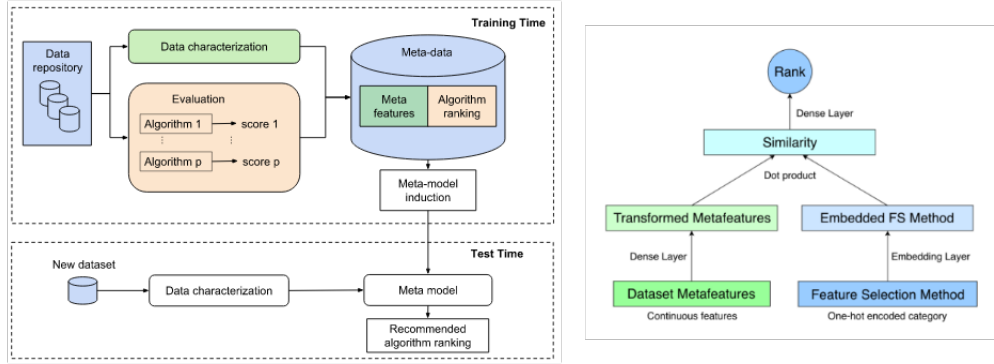 Training Time
Data
repository
Data characterization
Evaluation
Algorithm 1
score 1
Algorithm p
score p
Meta-data
Meta
features
Algorithm
ranking
Meta-model
induction
Test Time
New dataset
Data characterization
Meta model
Recommended
algorithm ranking
Rank
Dense Layer
Similarity
Dot product
Transformed Metafeatures
Embedded FS Method
Dense Layer
Embedding Layer
Dataset Metafeatures
Feature Selection Method
Continuous features
One-hot encoded category